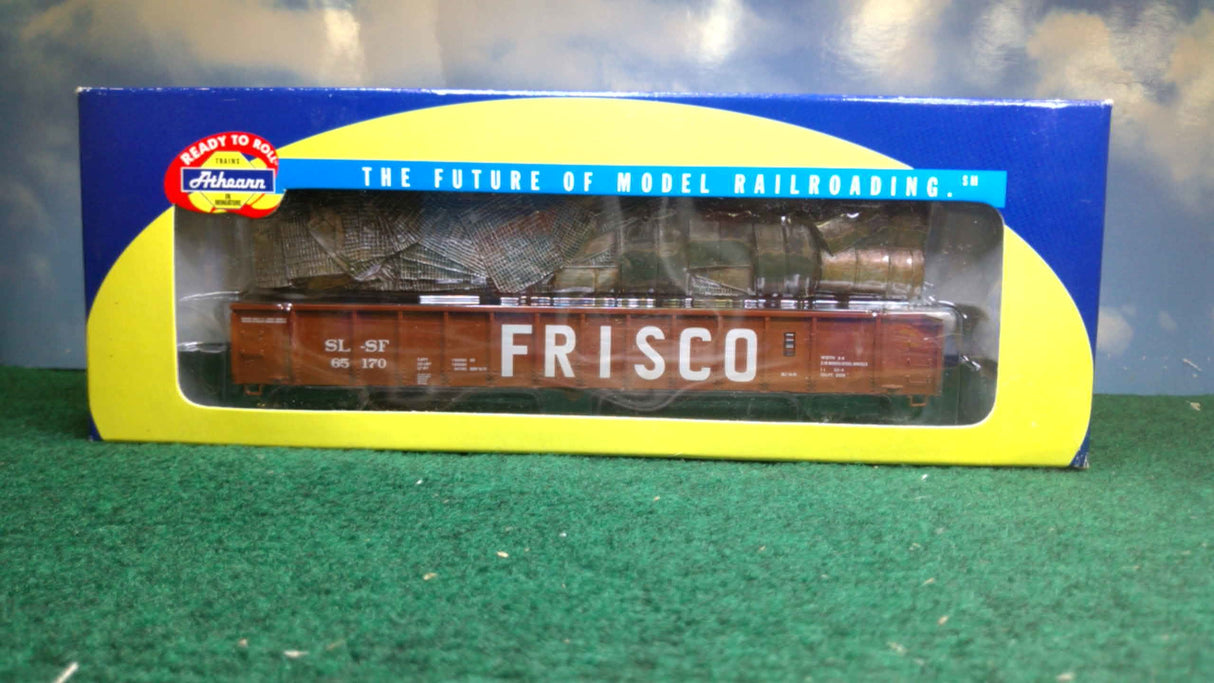 READY TO ROLL
TRAINS
Athearn
IN
MINIATURE
THE FUTURE OF MODEL RAILROADING.SM
SL-SF
65170
FRISCO